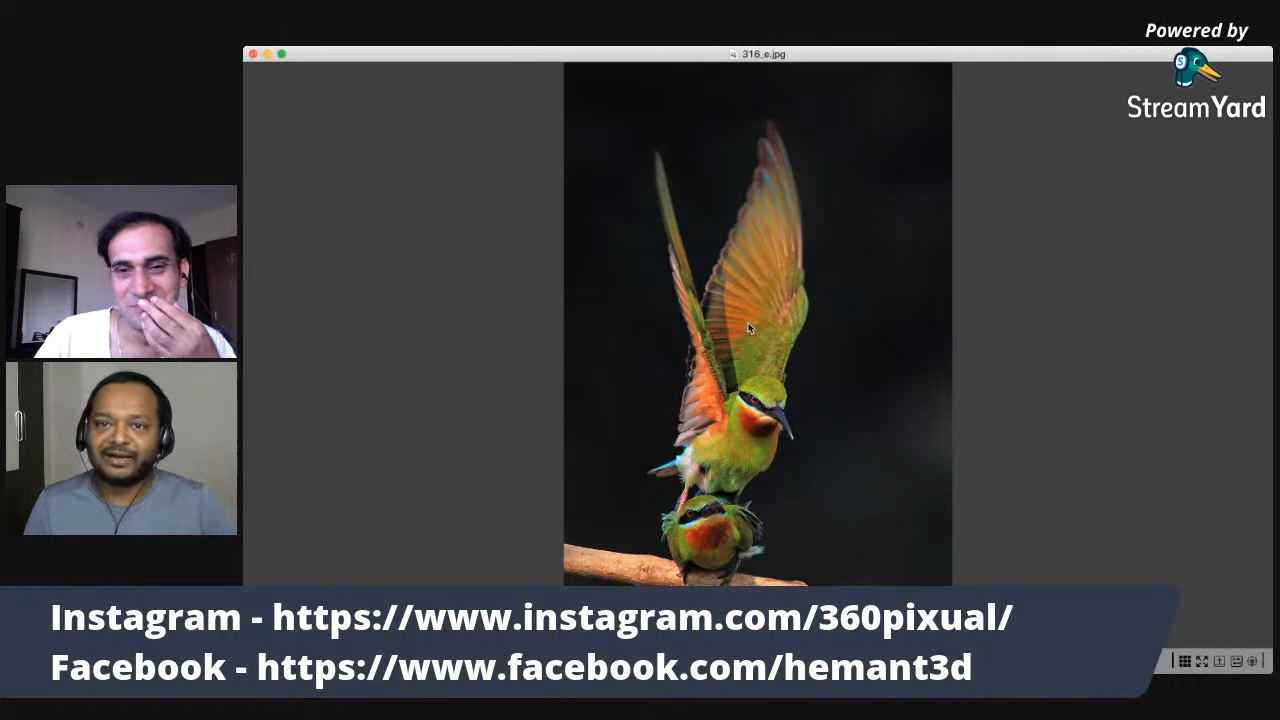 Powered by
316_e.jpg
S
StreamYard
Instagram - https://www.instagram.com/360pixual/
Facebook - https://www.facebook.com/hemant3d